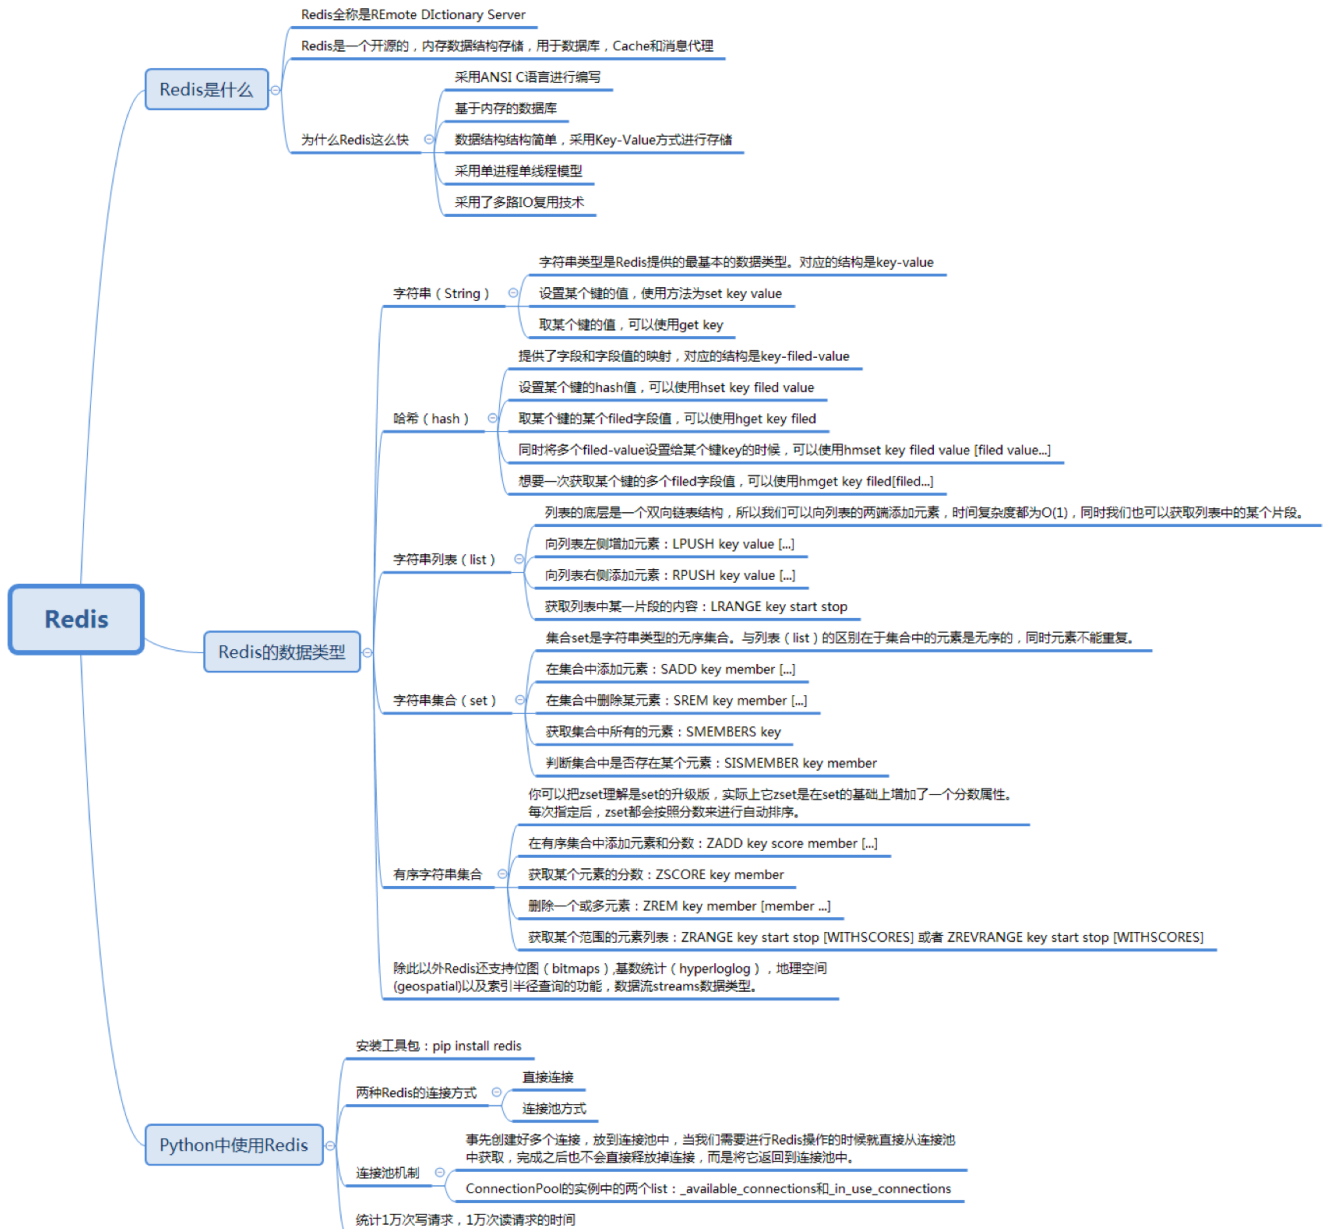 Redis
Redis是什么
Redis全称是REmote DIctionary Server
Redis是一个开源的，内存数据结构存储，用于数据库，Cache和消息代理
为什么Redis这么快
采用ANSI C语言进行编写
基于内存的数据库
数据结构结构简单，采用Key-Value方式进行存储
采用单进程单线程模型
采用了多路IO复用技术
Redis的数据类型
字符串（String）
字符串类型是Redis提供的最基本的数据类型。对应的结构是key-value
设置某个键的值，使用方法为set key value
取某个键的值，可以使用get key
哈希（hash）
提供了字段和字段值的映射，对应的结构是key-filed-value
设置某个键的hash值，可以使用hset key filed value
取某个键的某个filed字段值，可以使用hget key filed
同时将多个filed-value设置给某个键key的时候，可以使用hmset key filed value [filed value...]
想要一次获取某个键的多个filed字段值，可以使用hmget key filed[filed...]
字符串列表（list）
列表的底层是一个双向链表结构，所以我们可以向列表的两端添加元素，时间复杂度都为O(1)，同时我们也可以获取列表中的某个片段。
向列表左侧增加元素：LPUSH key value [...]
向列表右侧添加元素：RPUSH key value [...]
获取列表中某一片段的内容：LRANGE key start stop
字符串集合（set）
集合set是字符串类型的无序集合。与列表（list）的区别在于集合中的元素是无序的，同时元素不能重复。
在集合中添加元素：SADD key member [...]
在集合中删除某元素：SREM key member [...]
获取集合中所有的元素：SMEMBERS key
判断集合中是否存在某个元素：SISMEMBER key member
有序字符串集合
你可以把zset理解是set的升级版，实际上它zset是在set的基础上增加了一个分数属性。
每次指定后，zset都会按照分数来进行自动排序。
在有序集合中添加元素和分数：ZADD key score member [...]
获取某个元素的分数：ZSCORE key member
删除一个或多元素：ZREM key member [member ...]
获取某个范围的元素列表：ZRANGE key start stop [WITHSCORES] 或者 ZREVRANGE key start stop [WITHSCORES]
除此以外Redis还支持位图（bitmaps）,基数统计（hyperloglog），地理空间
(geospatial)以及索引半径查询的功能，数据流streams数据类型。
Python中使用Redis
安装工具包：pip install redis
两种Redis的连接方式
直接连接
连接池方式
连接池机制
事先创建好多个连接，放到连接池中，当我们需要进行Redis操作的时候就直接从连接池
中获取，完成之后也不会直接释放掉连接，而是将它返回到连接池中。
ConnectionPool的实例中的两个list：_available_connections和_in_use_connections
统计1万次写请求，1万次读请求的时间